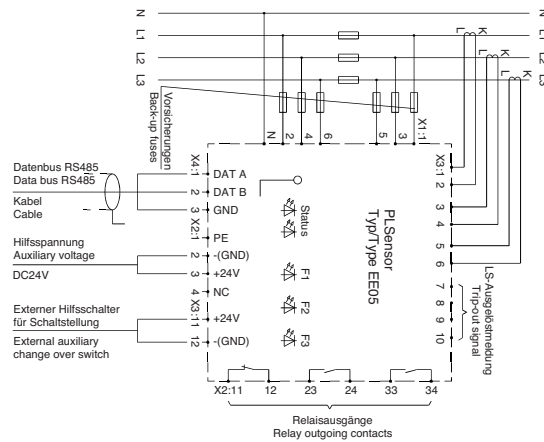 N
L1
L2
L3
N
L1
L2
L3
L
K
L
K
L
K
Vorsicherungen
Back-up fuses
N
2
4
6
5
3
X1:1
X4:1
DAT A
2
DAT B
3
GND
X2:1
PE
2
-(GND)
3
+24V
4
NC
X3:11
+24V
12
-(GND)
Datenbus RS485
Data bus RS485
Kabel
Cable
Hilfsspannung
Auxiliary voltage
DC24V
Externer Hilfsschalter
für Schaltstellung
External auxiliary
change over switch
Status
F1
F2
F3
PLSensor
Typ/Type EE05
X3:1
2
3
4
5
6
7
8
9
10
LS-Ausgelöstmeldung
Trip-out signal
X2:11
12
23
24
33
34
Relaisausgänge
Relay outgoing contacts